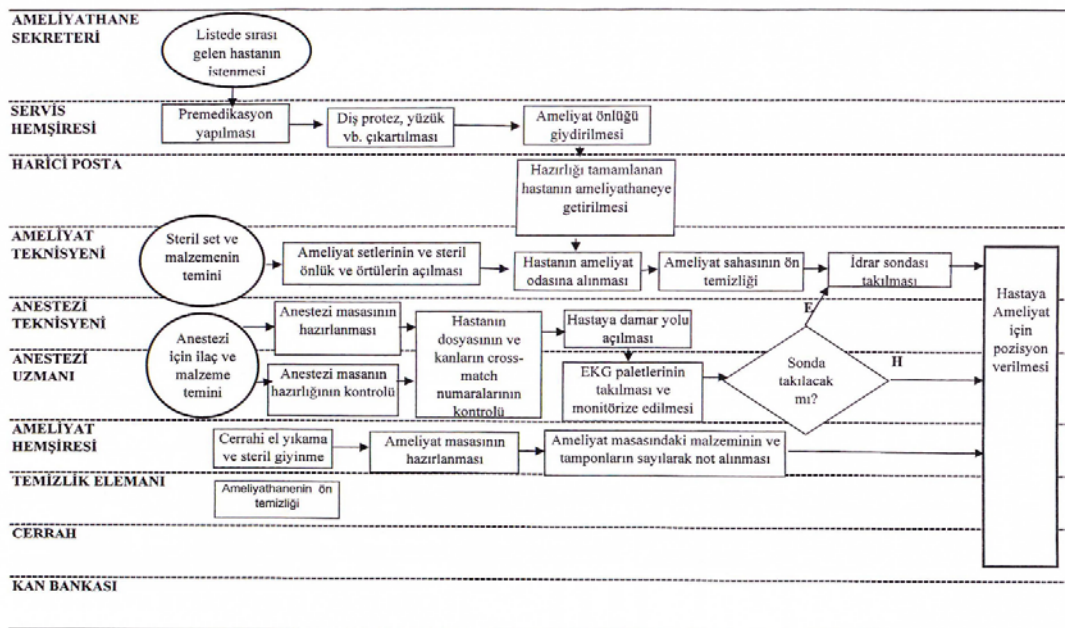 AMELİYATHANE
SEKRETERİ
Listede sırası
gelen hastanın
istenmesi
SERVİS
HEMŞİRESİ
Premedikasyon
yapılması
Diş protez, yüzük
vb. çıkartılması
Ameliyat önlüğü
giydirilmesi
HARİCİ POSTA
Hazırlığı tamamlanan
hastanın ameliyathaneye
getirilmesi
AMELİYAT
TEKNİSYENİ
Steril set ve
malzemenin
temini
Ameliyat setlerinin ve steril
önlük ve örtülerin açılması
Hastanın ameliyat
odasına alınması
Ameliyat sahasının ön
temizliği
İdrar sondası
takılması
Hastaya
Ameliyat
için
pozisyon
verilmesi
ANESTEZİ
TEKNİSYENİ
Anestezi masasının
hazırlanması
Hastanın
dosyasının ve
kanların cross-
match
numaralarının
kontrolü
Hastaya damar yolu
açılması
E
ANESTEZİ
UZMANI
Anestezi
için ilaç ve
malzeme
temini
Anestezi masanın
hazırlığının kontrolü
EKG paletlerinin
takılması ve
monitörize edilmesi
Sonda
takılacak
mı?
H
AMELİYAT
HEMŞİRESİ
Cerrahi el yıkama
ve steril giyinme
Ameliyat masasının
hazırlanması
Ameliyat masasındaki malzeminin ve
tamponların sayılarak not alınması
TEMİZLİK ELEMANI
Ameliyathanenin ön
temizliği
CERRAH
KAN BANKASI